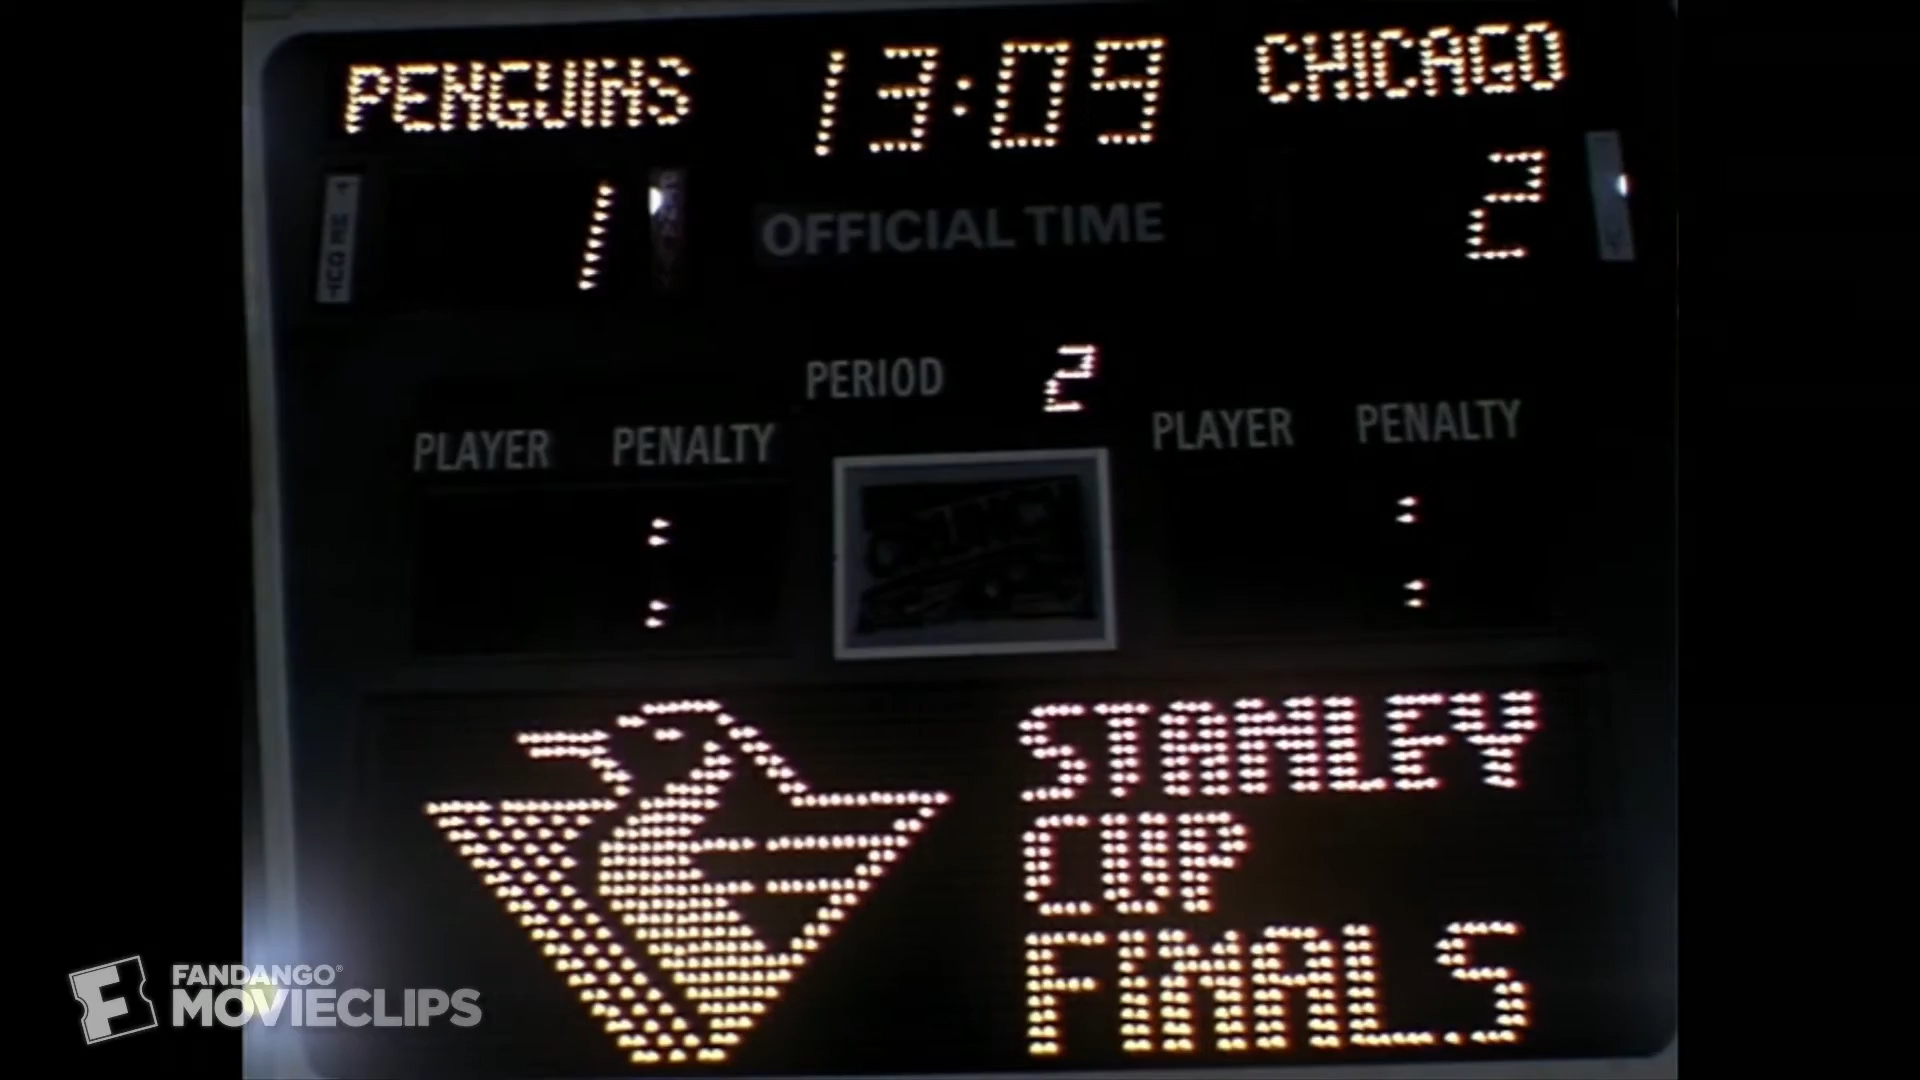 PENGUINS 13:09 CHICAGO
1 OFFICIAL TIME 2
PERIOD 2
PLAYER PENALTY PLAYER PENALTY
: :
: :
STANLEY
CUP
FINALS
FANDANGO®
MOVIECLIPS